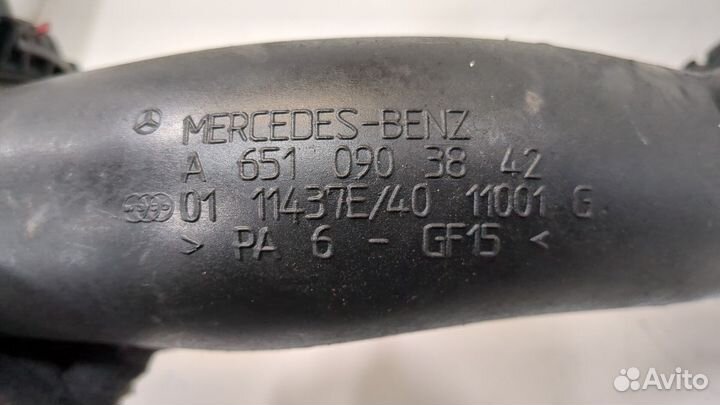 MERCEDES-BENZ
A 651 090 38 42
01 11437E/40 11001 G
> PA 6 - GF15 <
Avito